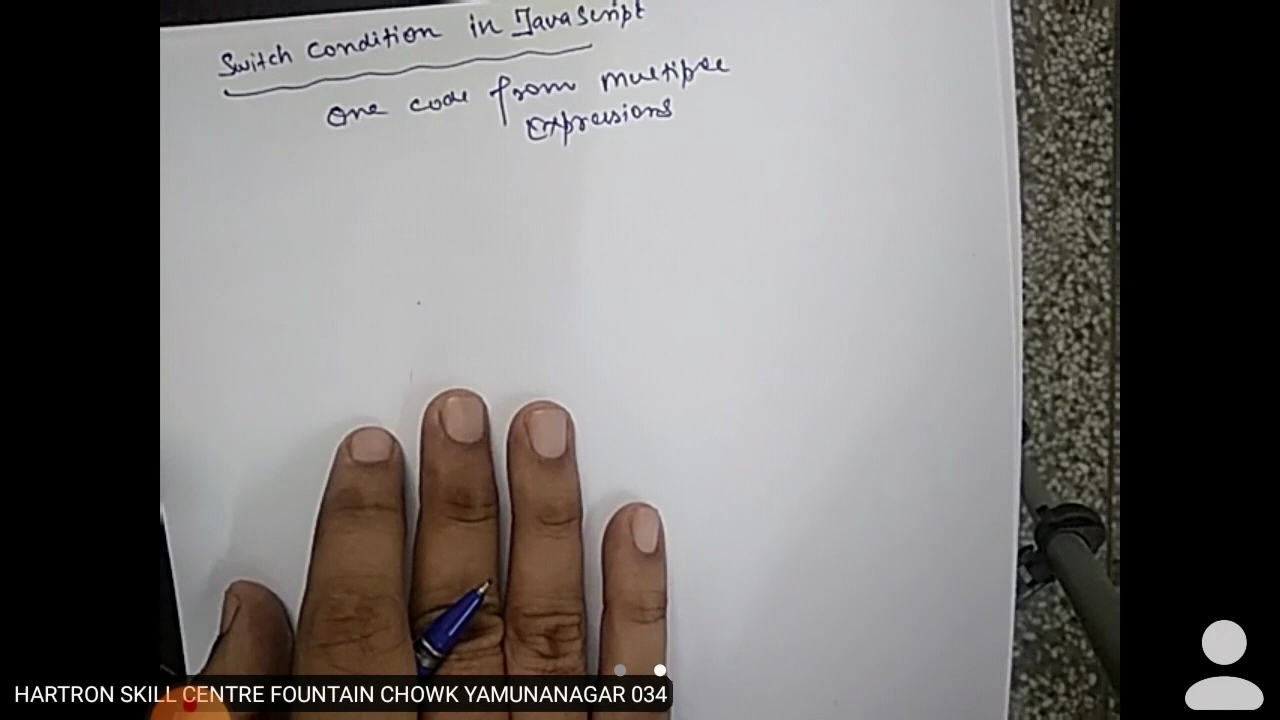 Switch Condition in JavaScript
One code from multiple
expressions
HARTRON SKILL CENTRE FOUNTAIN CHOWK YAMUNANAGAR 034